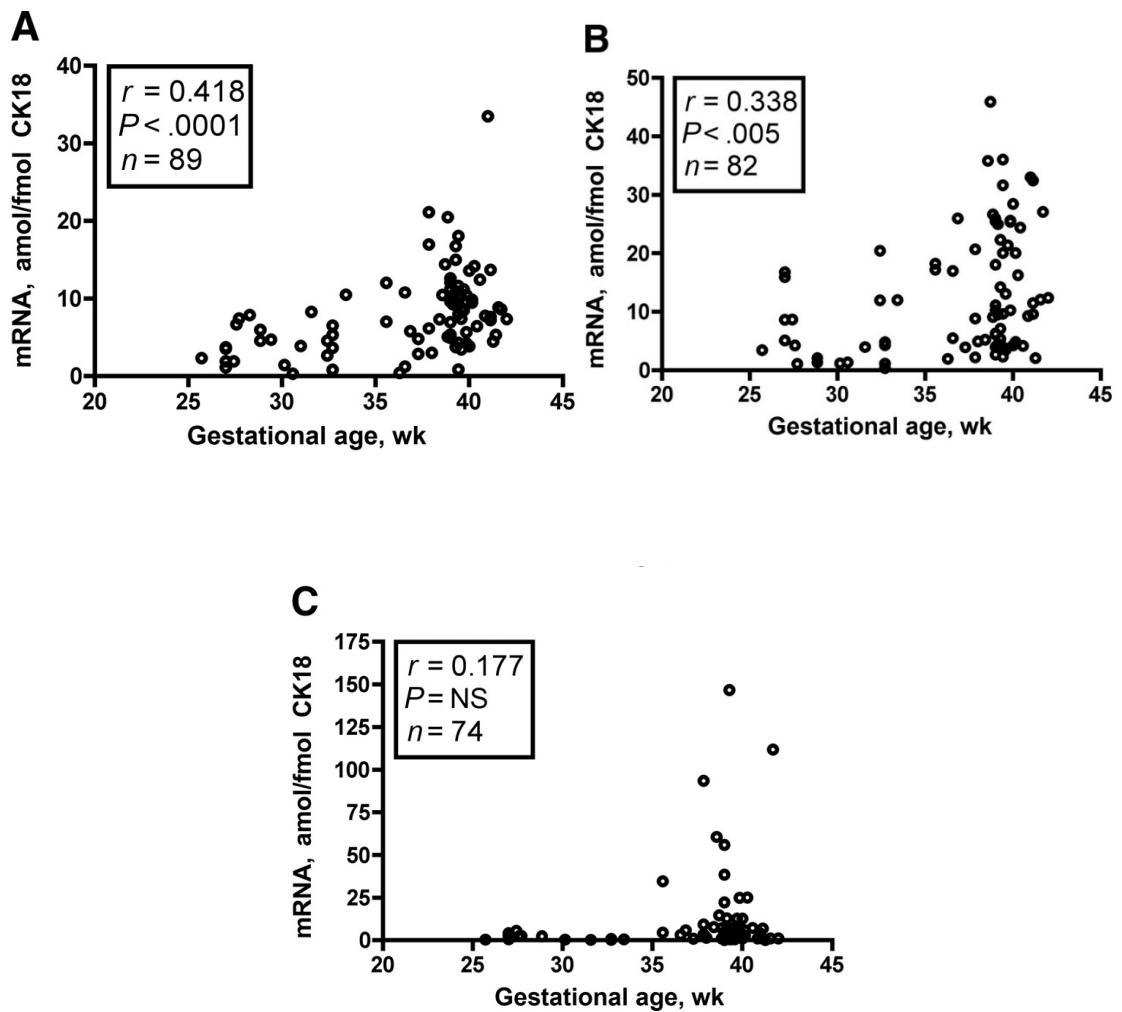 A
mRNA, amol/fmol CK18
40
30
20
10
0
r = 0.418
P < .0001
n = 89
20 25 30 35 40 45
Gestational age, wk
B
mRNA, amol/fmol CK18
50
40
30
20
10
0
r = 0.338
P < .005
n = 82
20 25 30 35 40 45
Gestational age, wk
C
mRNA, amol/fmol CK18
175
150
125
100
75
50
25
0
r = 0.177
P = NS
n = 74
20 25 30 35 40 45
Gestational age, wk